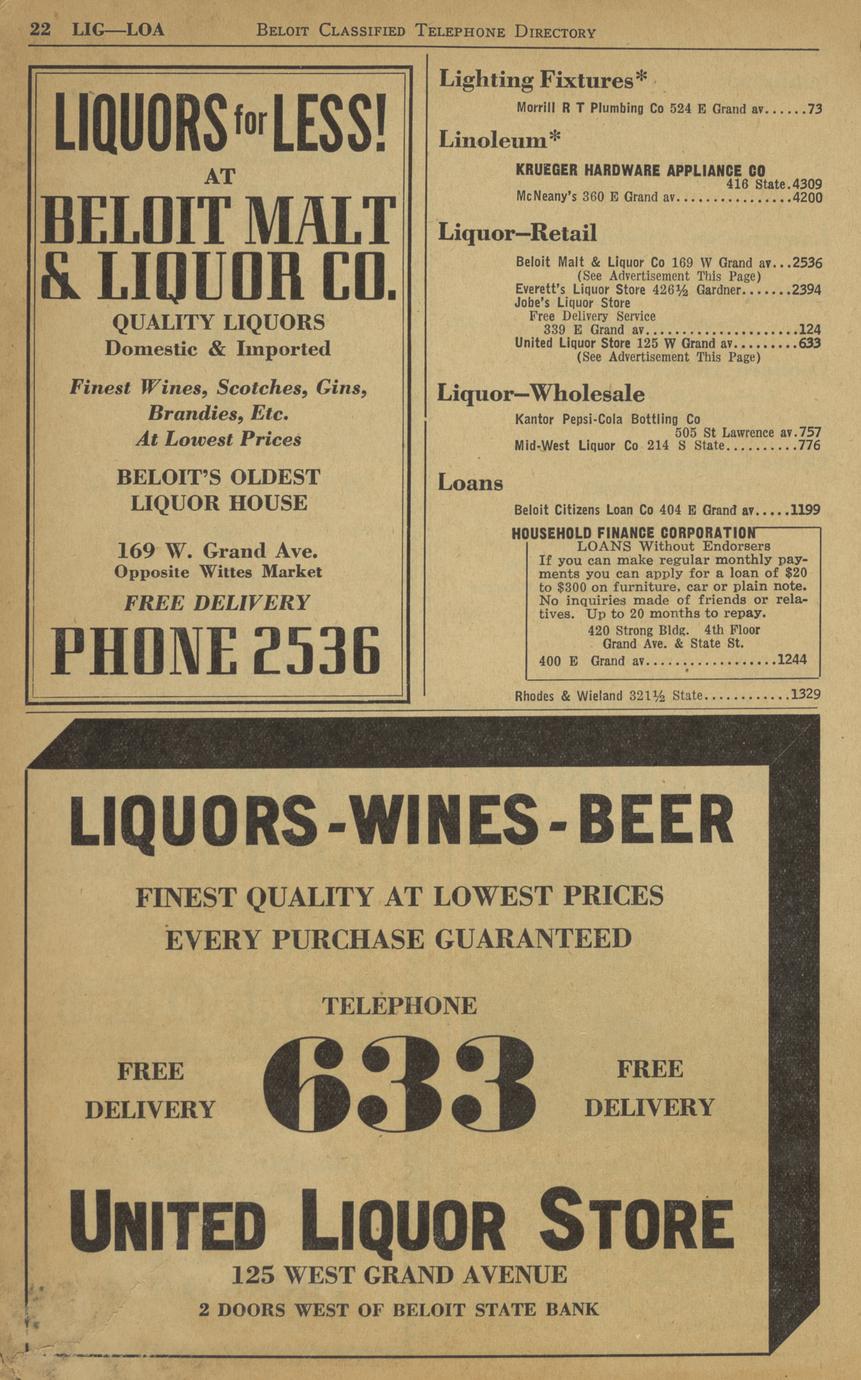 22 LIG—LOA Beloit Classified Telephone Directory
LIQUORS for LESS!
AT
BELOIT MALT
& LIQUOR CO.
QUALITY LIQUORS
Domestic & Imported
Finest Wines, Scotches, Gins,
Brandies, Etc.
At Lowest Prices
BELOIT'S OLDEST
LIQUOR HOUSE
169 W. Grand Ave.
Opposite Wittes Market
FREE DELIVERY
PHONE 2536
Lighting Fixtures*
Morrill R T Plumbing Co 524 E Grand av......73
Linoleum*
KRUEGER HARDWARE APPLIANCE CO
416 State.4309
McNeany's 360 E Grand av................4200
Liquor—Retail
Beloit Malt & Liquor Co 169 W Grand av...2536
(See Advertisement This Page)
Everett's Liquor Store 426½ Gardner.......2394
Jobe's Liquor Store
Free Delivery Service
339 E Grand av.....................124
United Liquor Store 125 W Grand av.........633
(See Advertisement This Page)
Liquor—Wholesale
Kantor Pepsi-Cola Bottling Co
505 St Lawrence av.757
Mid-West Liquor Co 214 S State..........776
Loans
Beloit Citizens Loan Co 404 E Grand av.....1199
HOUSEHOLD FINANCE CORPORATION
LOANS Without Endorsers
If you can make regular monthly pay-
ments you can apply for a loan of $20
to $300 on furniture, car or plain note.
No inquiries made of friends or rela-
tives. Up to 20 months to repay.
420 Strong Bldg. 4th Floor
Grand Ave. & State St.
400 E Grand av..................1244
Rhodes & Wieland 321½ State............1329
LIQUORS-WINES-BEER
FINEST QUALITY AT LOWEST PRICES
EVERY PURCHASE GUARANTEED
TELEPHONE
FREE
DELIVERY
633
FREE
DELIVERY
UNITED LIQUOR STORE
125 WEST GRAND AVENUE
2 DOORS WEST OF BELOIT STATE BANK